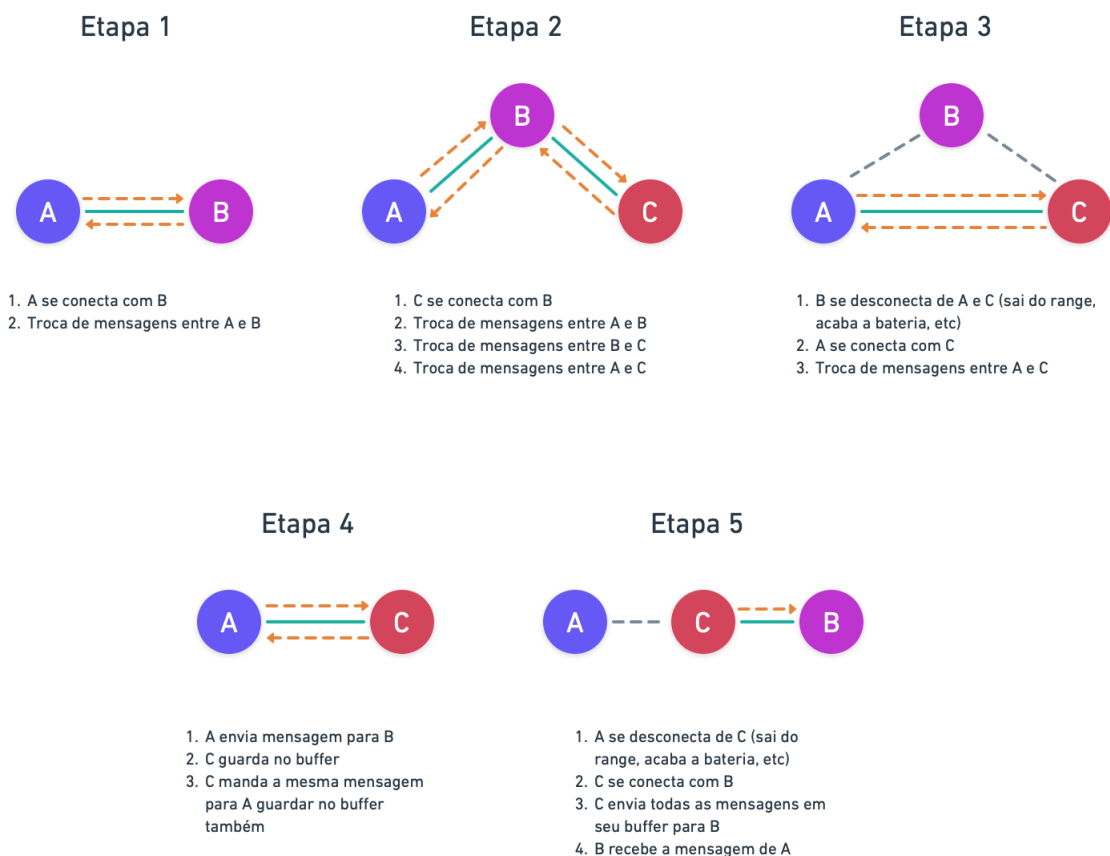 Etapa 1
A
B
1. A se conecta com B
2. Troca de mensagens entre A e B
Etapa 2
B
A
C
1. C se conecta com B
2. Troca de mensagens entre A e B
3. Troca de mensagens entre B e C
4. Troca de mensagens entre A e C
Etapa 3
B
A
C
1. B se desconecta de A e C (sai do range,
acaba a bateria, etc)
2. A se conecta com C
3. Troca de mensagens entre A e C
Etapa 4
A
C
1. A envia mensagem para B
2. C guarda no buffer
3. C manda a mesma mensagem
para A guardar no buffer
também
Etapa 5
A
C
B
1. A se desconecta de C (sai do
range, acaba a bateria, etc)
2. C se conecta com B
3. C envia todas as mensagens em
seu buffer para B
4. B recebe a mensagem de A